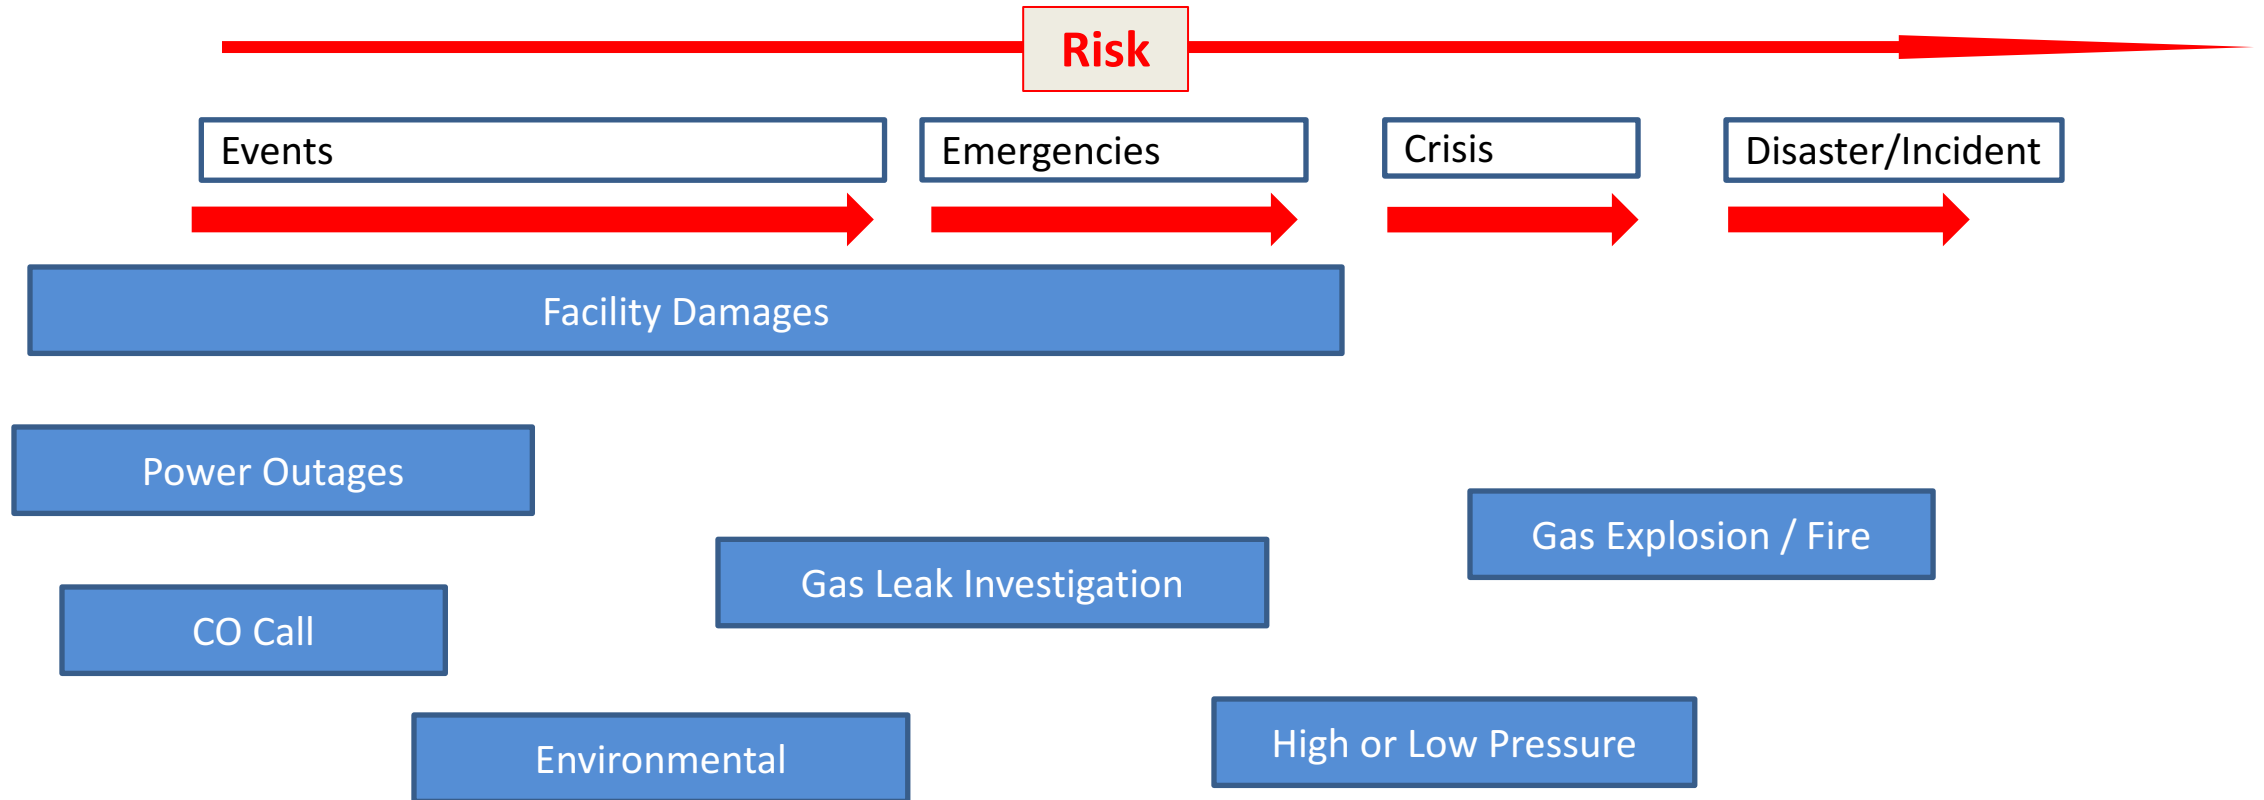 Risk
Events
Emergencies
Crisis
Disaster/Incident
Facility Damages
Power Outages
Gas Explosion / Fire
Gas Leak Investigation
CO Call
High or Low Pressure
Environmental